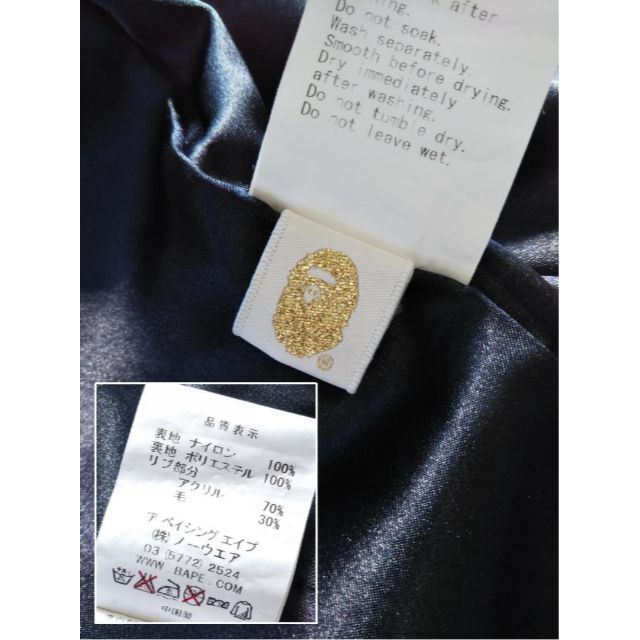 ak after
Do not soak.
Wash separately.
Smooth before drying.
Dry immediately
after washing.
Do not tumble dry.
Do not leave wet.
®
品質表示
表地 ナイロン 100%
裏地 ポリエステル 100%
リブ部分
アクリル 70%
毛 30%
ア ベイシング エイプ
(株) ノーウエア
03 (5772) 2524
WWW. BAPE. COM
中国製